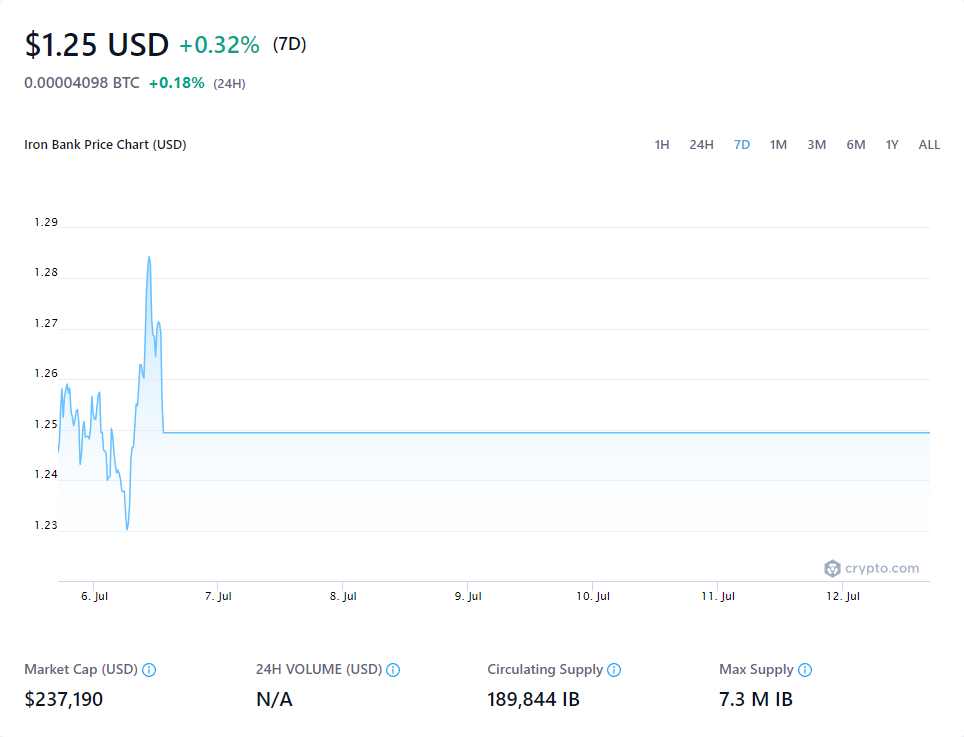 $1.25 USD +0.32% (7D)
0.00004098 BTC +0.18% (24H)
Iron Bank Price Chart (USD) 1H 24H 7D 1M 3M 6M 1Y ALL
1.29
1.28
1.27
1.26
1.25
1.24
1.23
crypto.com
6. Jul 7. Jul 8. Jul 9. Jul 10. Jul 11. Jul 12. Jul
Market Cap (USD) 24H VOLUME (USD) Circulating Supply Max Supply
$237,190 N/A 189,844 IB 7.3 M IB